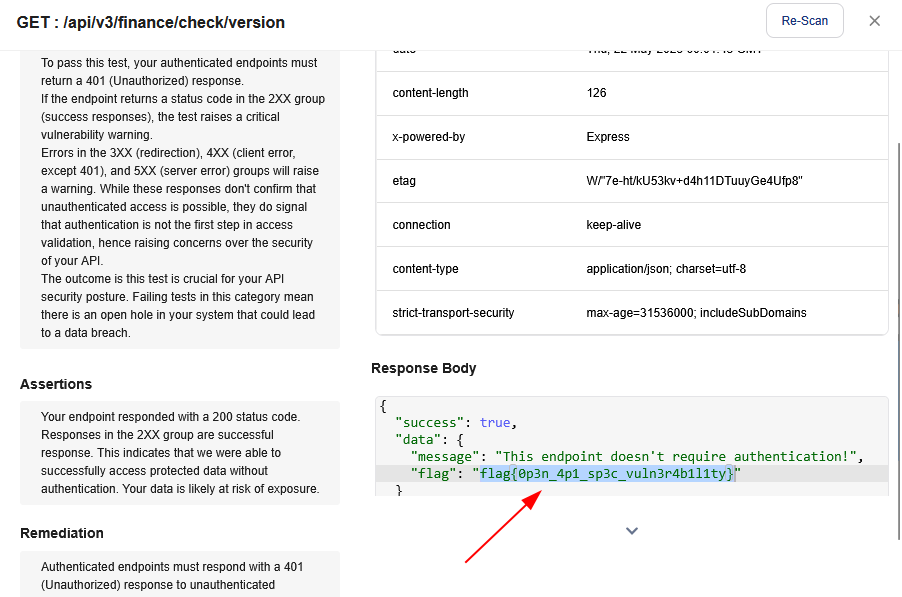 GET : /api/v3/finance/check/version
Re-Scan
To pass this test, your authenticated endpoints must
return a 401 (Unauthorized) response.
If the endpoint returns a status code in the 2XX group
(success responses), the test raises a critical
vulnerability warning.
Errors in the 3XX (redirection), 4XX (client error,
except 401), and 5XX (server error) groups will raise
a warning. While these responses don't confirm that
unauthenticated access is possible, they do signal
that authentication is not the first step in access
validation, hence raising concerns over the security
of your API.
The outcome is this test is crucial for your API
security posture. Failing tests in this category mean
there is an open hole in your system that could lead
to a data breach.
Assertions
Your endpoint responded with a 200 status code.
Responses in the 2XX group are successful
response. This indicates that we were able to
successfully access protected data without
authentication. Your data is likely at risk of exposure.
Remediation
Authenticated endpoints must respond with a 401
(Unauthorized) response to unauthenticated
content-length 126
x-powered-by Express
etag W/"7e-ht/kU53kv+d4h11DTuuyGe4Ufp8"
connection keep-alive
content-type application/json; charset=utf-8
strict-transport-security max-age=31536000; includeSubDomains
Response Body
{
"success": true,
"data": {
"message": "This endpoint doesn't require authentication!",
"flag": "flag{0p3n_4p1_sp3c_vuln3r4b1l1ty}"
}